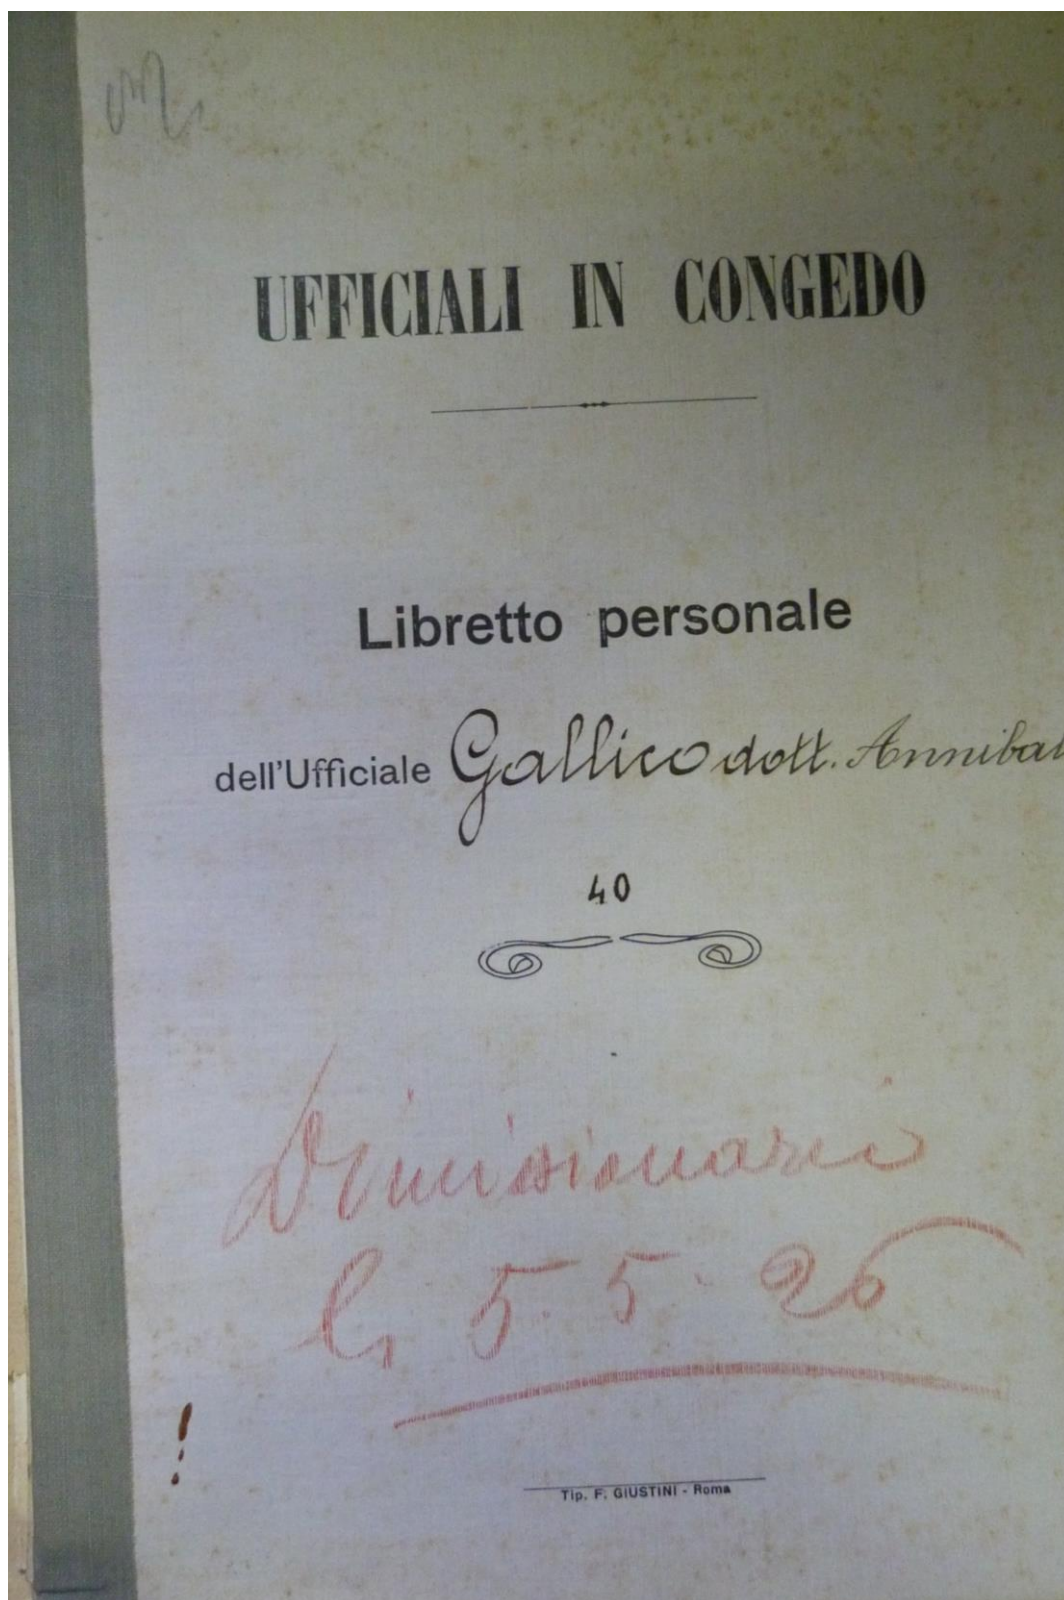 UFFICIALI IN CONGEDO
Libretto personale
dell'Ufficiale Gallico dott. Annibal
40
Dimissionario
5. 5. 26
!
Tip. F. GIUSTINI - Roma